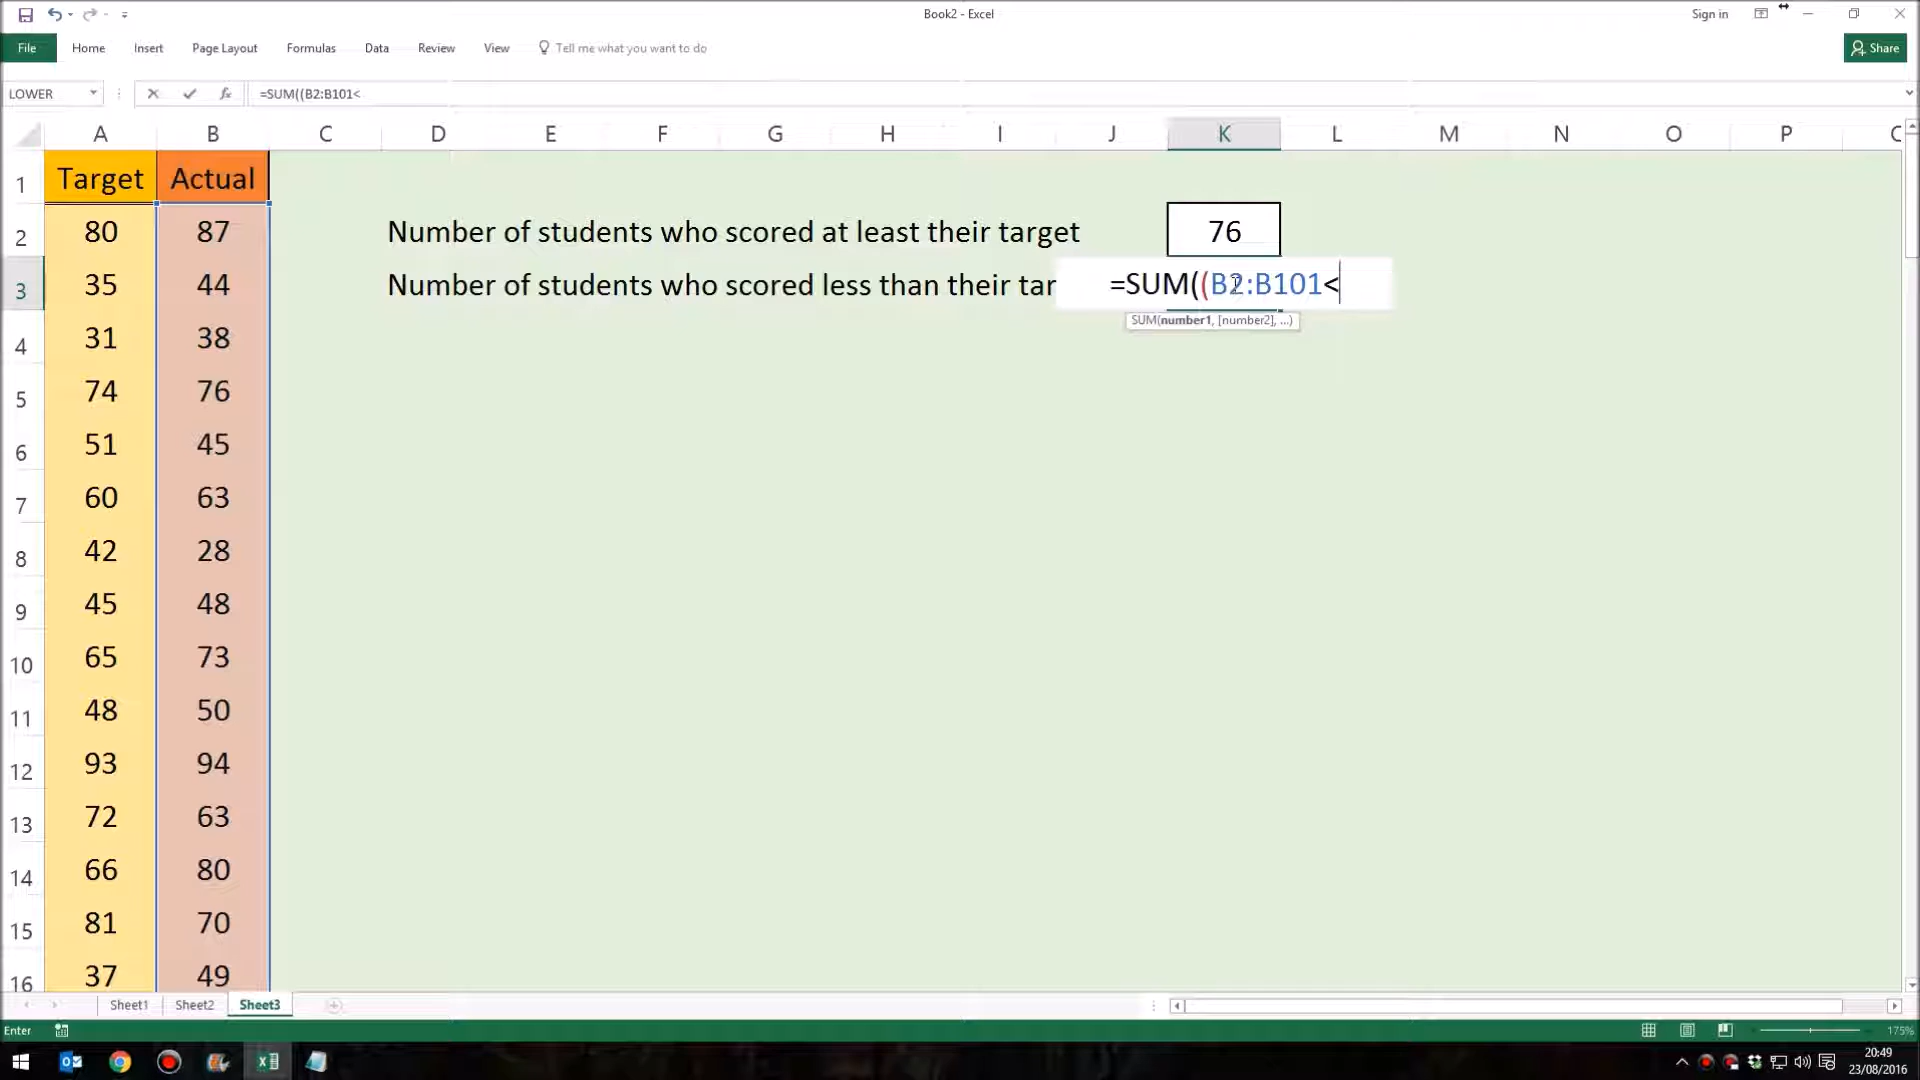 Book2 - Excel
Sign in
File Home Insert Page Layout Formulas Data Review View Tell me what you want to do Share
LOWER fx =SUM((B2:B101<
A B C D E F G H I J K L M N O P
1 Target Actual
2 80 87 Number of students who scored at least their target 76
3 35 44 Number of students who scored less than their tar =SUM((B2:B101<
SUM(number1, [number2], ...)
4 31 38
5 74 76
6 51 45
7 60 63
8 42 28
9 45 48
10 65 73
11 48 50
12 93 94
13 72 63
14 66 80
15 81 70
16 37 49
Sheet1 Sheet2 Sheet3
Enter 175%
20:49
23/08/2016